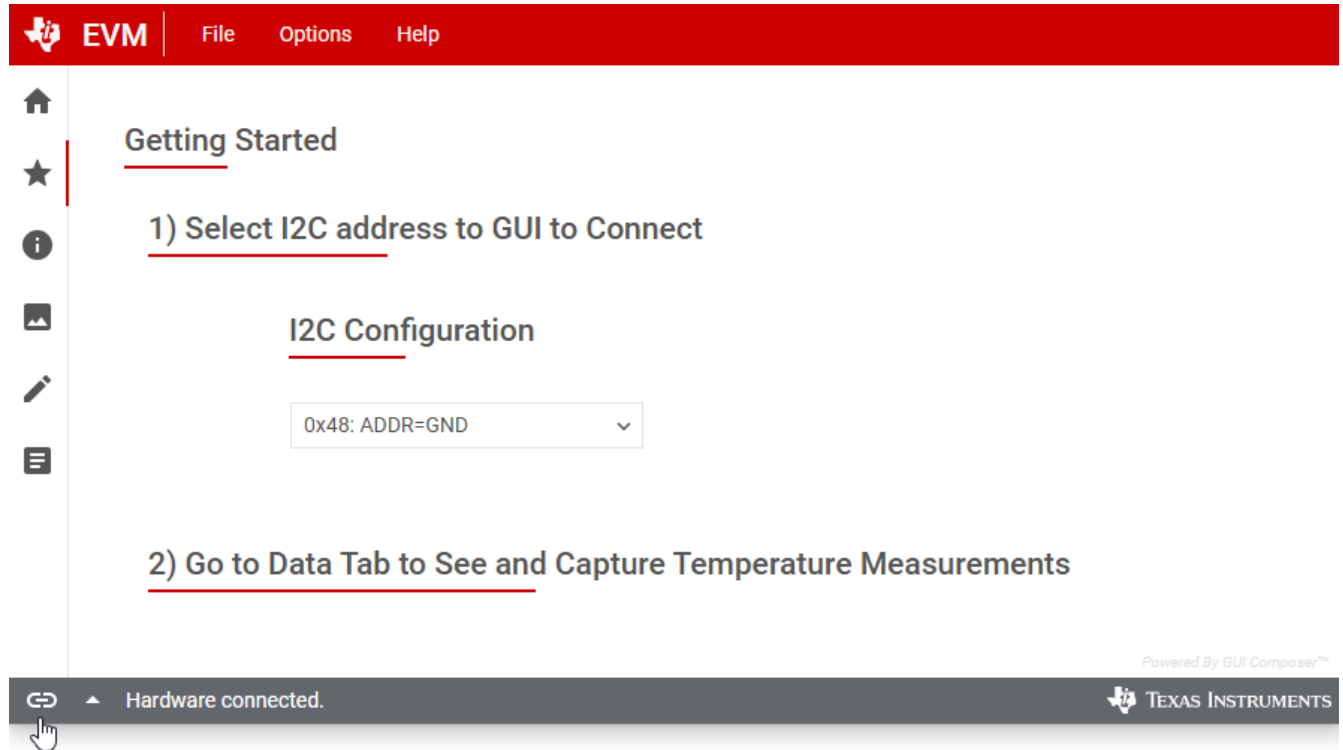 EVM File Options Help
Getting Started
1) Select I2C address to GUI to Connect
I2C Configuration
0x48: ADDR=GND
2) Go to Data Tab to See and Capture Temperature Measurements
Powered By GUI Composer™
Hardware connected. TEXAS INSTRUMENTS